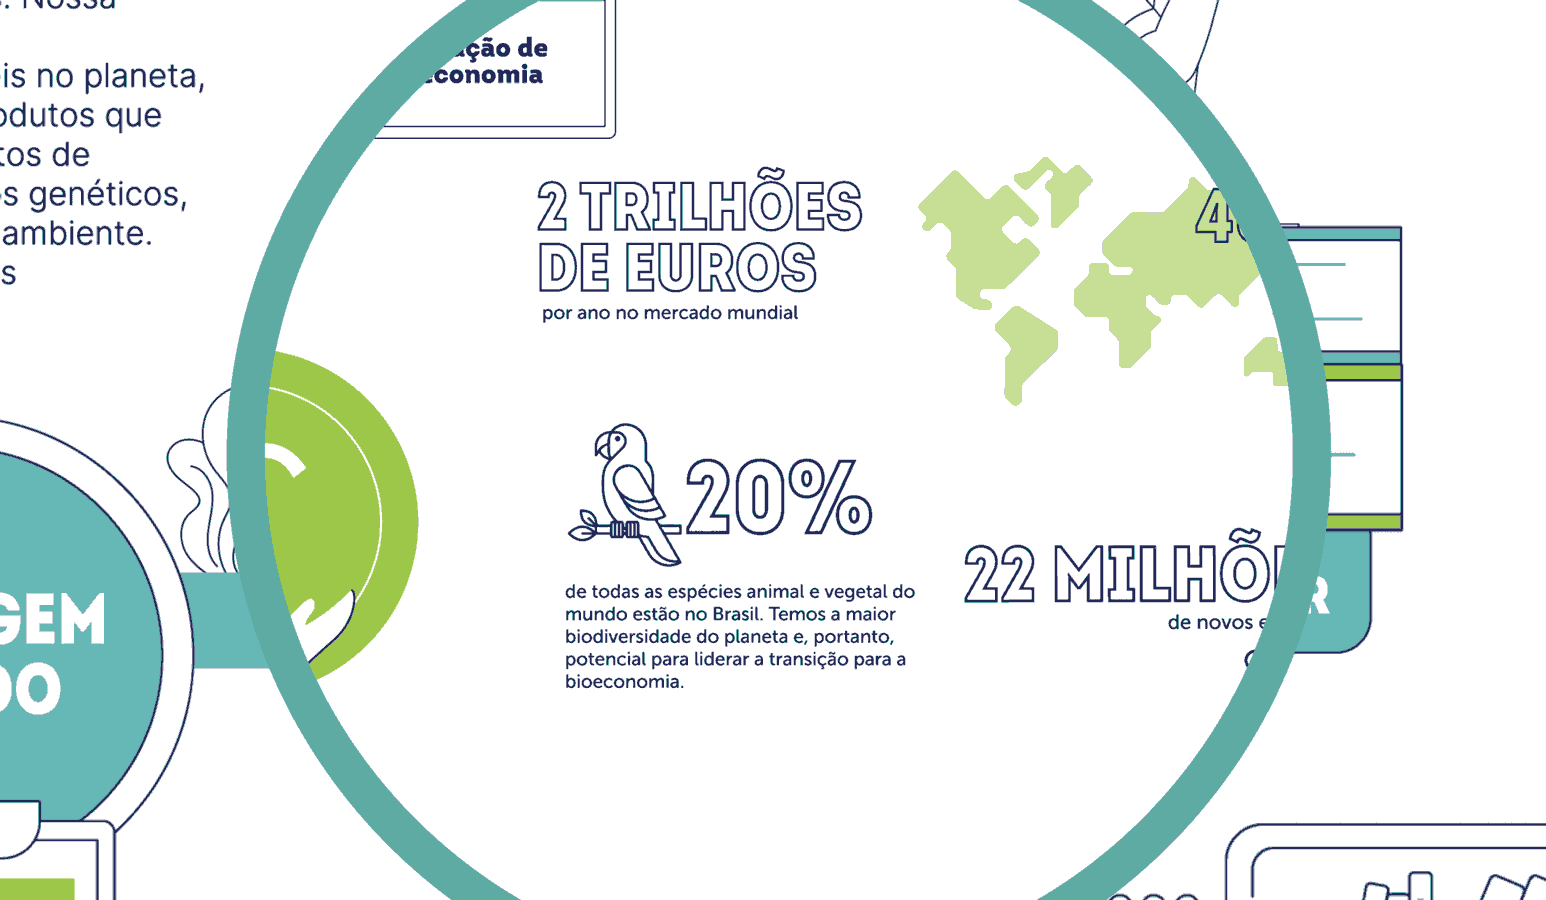 Nossa
is no planeta,
odutos que
tos de
s genéticos,
ambiente.
s
ação de
economia
2 TRILHÕES
DE EUROS
por ano no mercado mundial
4
20%
de todas as espécies animal e vegetal do
mundo estão no Brasil. Temos a maior
biodiversidade do planeta e, portanto,
potencial para liderar a transição para a
bioeconomia.
22 MILHÕ
de novos e
R
GEM
DO